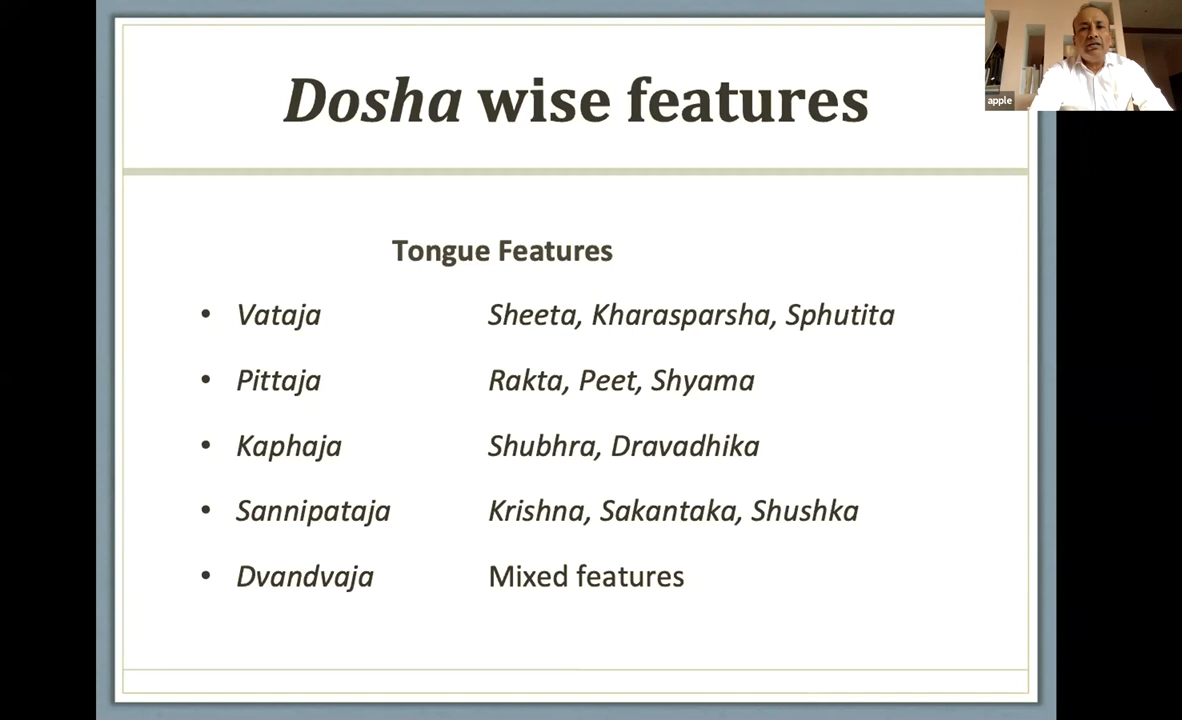 Dosha wise features
apple
Tongue Features
• Vataja Sheeta, Kharasparsha, Sphutita
• Pittaja Rakta, Peet, Shyama
• Kaphaja Shubhra, Dravadhika
• Sannipataja Krishna, Sakantaka, Shushka
• Dvandvaja Mixed features